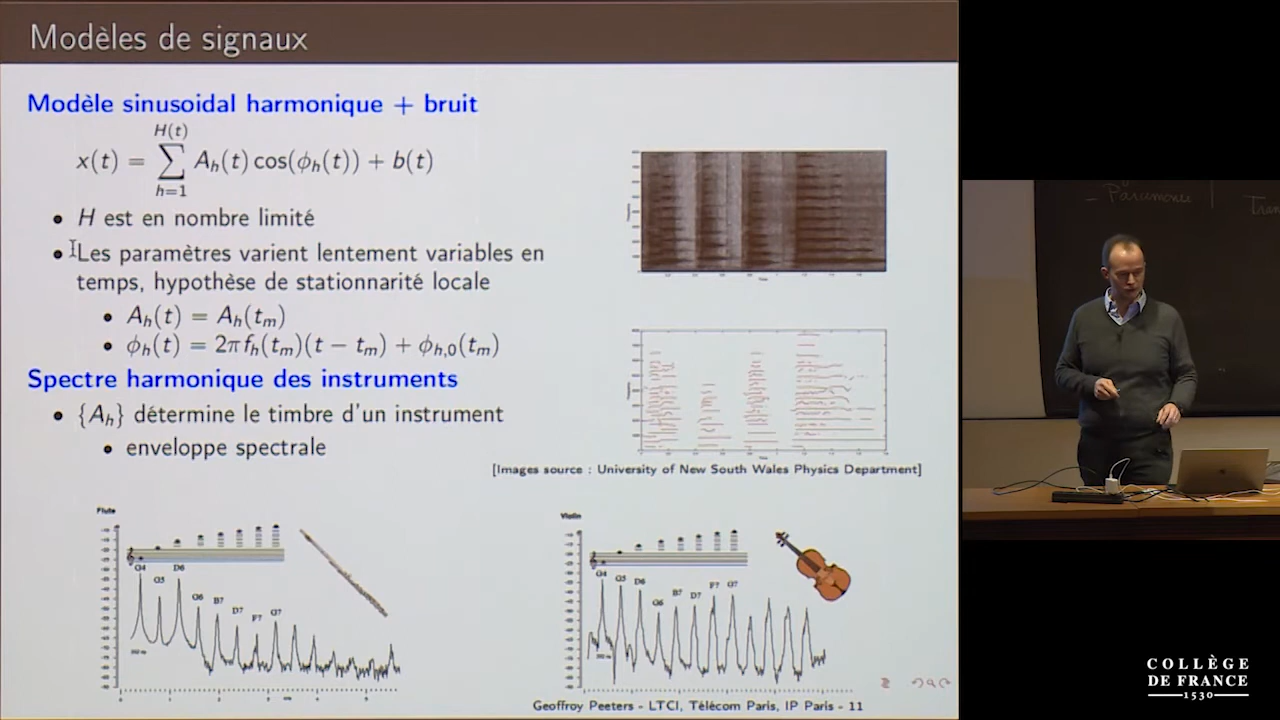 Modèles de signaux
Modèle sinusoidal harmonique + bruit
H(t)
x(t) = ∑ A_h(t) cos(ϕ_h(t)) + b(t)
h=1
• H est en nombre limité
• Les paramètres varient lentement variables en
temps, hypothèse de stationnarité locale
• A_h(t) = A_h(t_m)
• ϕ_h(t) = 2πf_h(t_m)(t − t_m) + ϕ_h,0(t_m)
Spectre harmonique des instruments
• {A_h} détermine le timbre d'un instrument
• enveloppe spectrale
[Images source : University of New South Wales Physics Department]
Flute
G4
G5
D6
G6
B7
D7
F7
G7
Violin
G4
G5
D6
G6
B7
D7
F7
G7
Geoffroy Peeters - LTCI, Télécom Paris, IP Paris - 11
Paramonie
COLLÈGE
DE FRANCE
1530